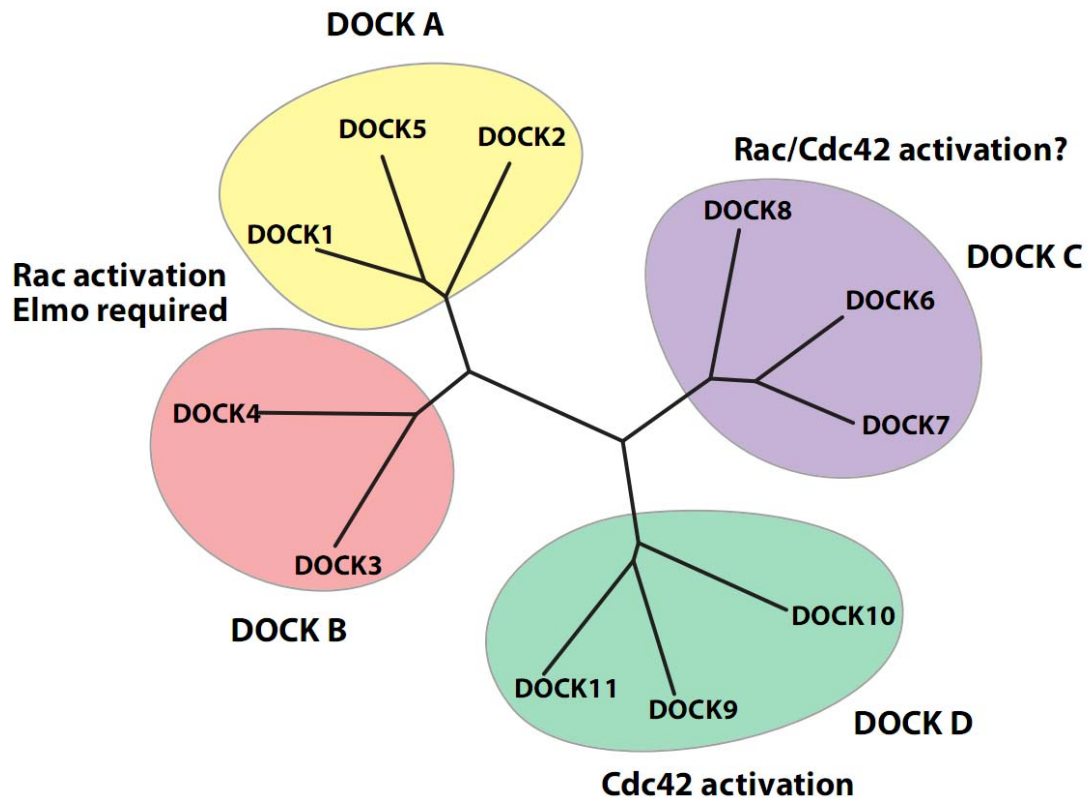 DOCK A
DOCK5
DOCK2
DOCK1
Rac activation
Elmo required
DOCK4
DOCK3
DOCK B
Rac/Cdc42 activation?
DOCK8
DOCK C
DOCK6
DOCK7
DOCK10
DOCK11
DOCK9
DOCK D
Cdc42 activation